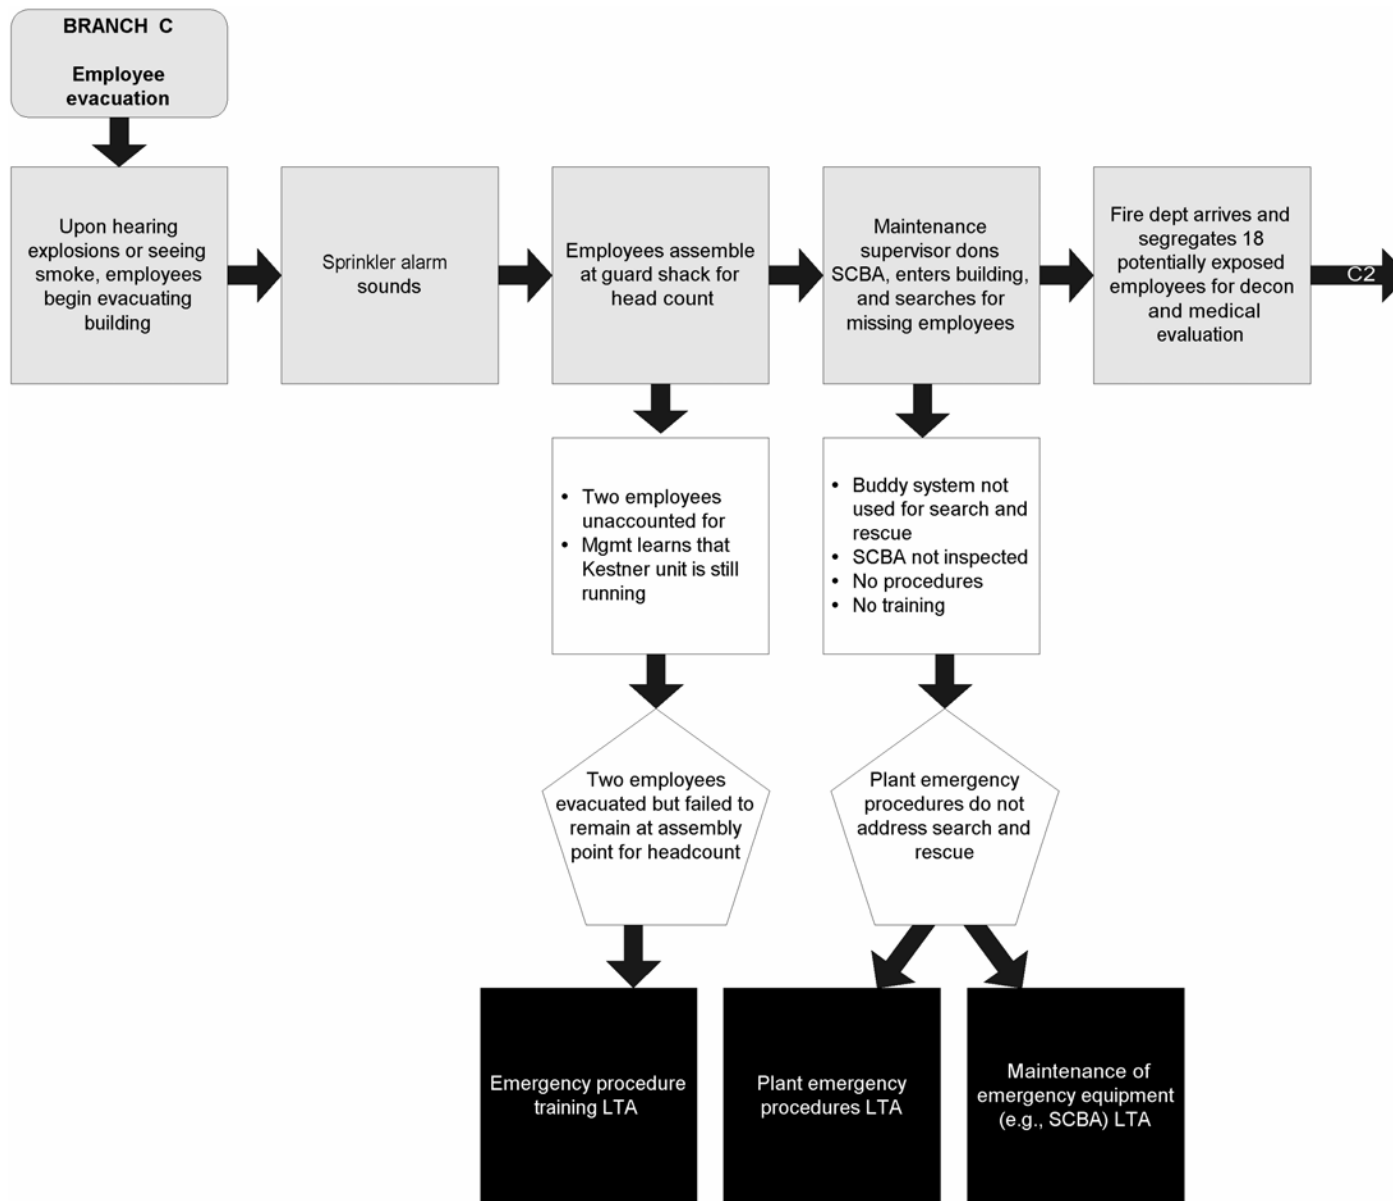 BRANCH C
Employee
evacuation
Upon hearing
explosions or seeing
smoke, employees
begin evacuating
building
Sprinkler alarm
sounds
Employees assemble
at guard shack for
head count
Maintenance
supervisor dons
SCBA, enters building,
and searches for
missing employees
Fire dept arrives and
segregates 18
potentially exposed
employees for decon
and medical
evaluation
C2
• Two employees
unaccounted for
• Mgmt learns that
Kestner unit is still
running
• Buddy system not
used for search and
rescue
• SCBA not inspected
• No procedures
• No training
Two employees
evacuated but failed to
remain at assembly
point for headcount
Plant emergency
procedures do not
address search and
rescue
Emergency procedure
training LTA
Plant emergency
procedures LTA
Maintenance of
emergency equipment
(e.g., SCBA) LTA